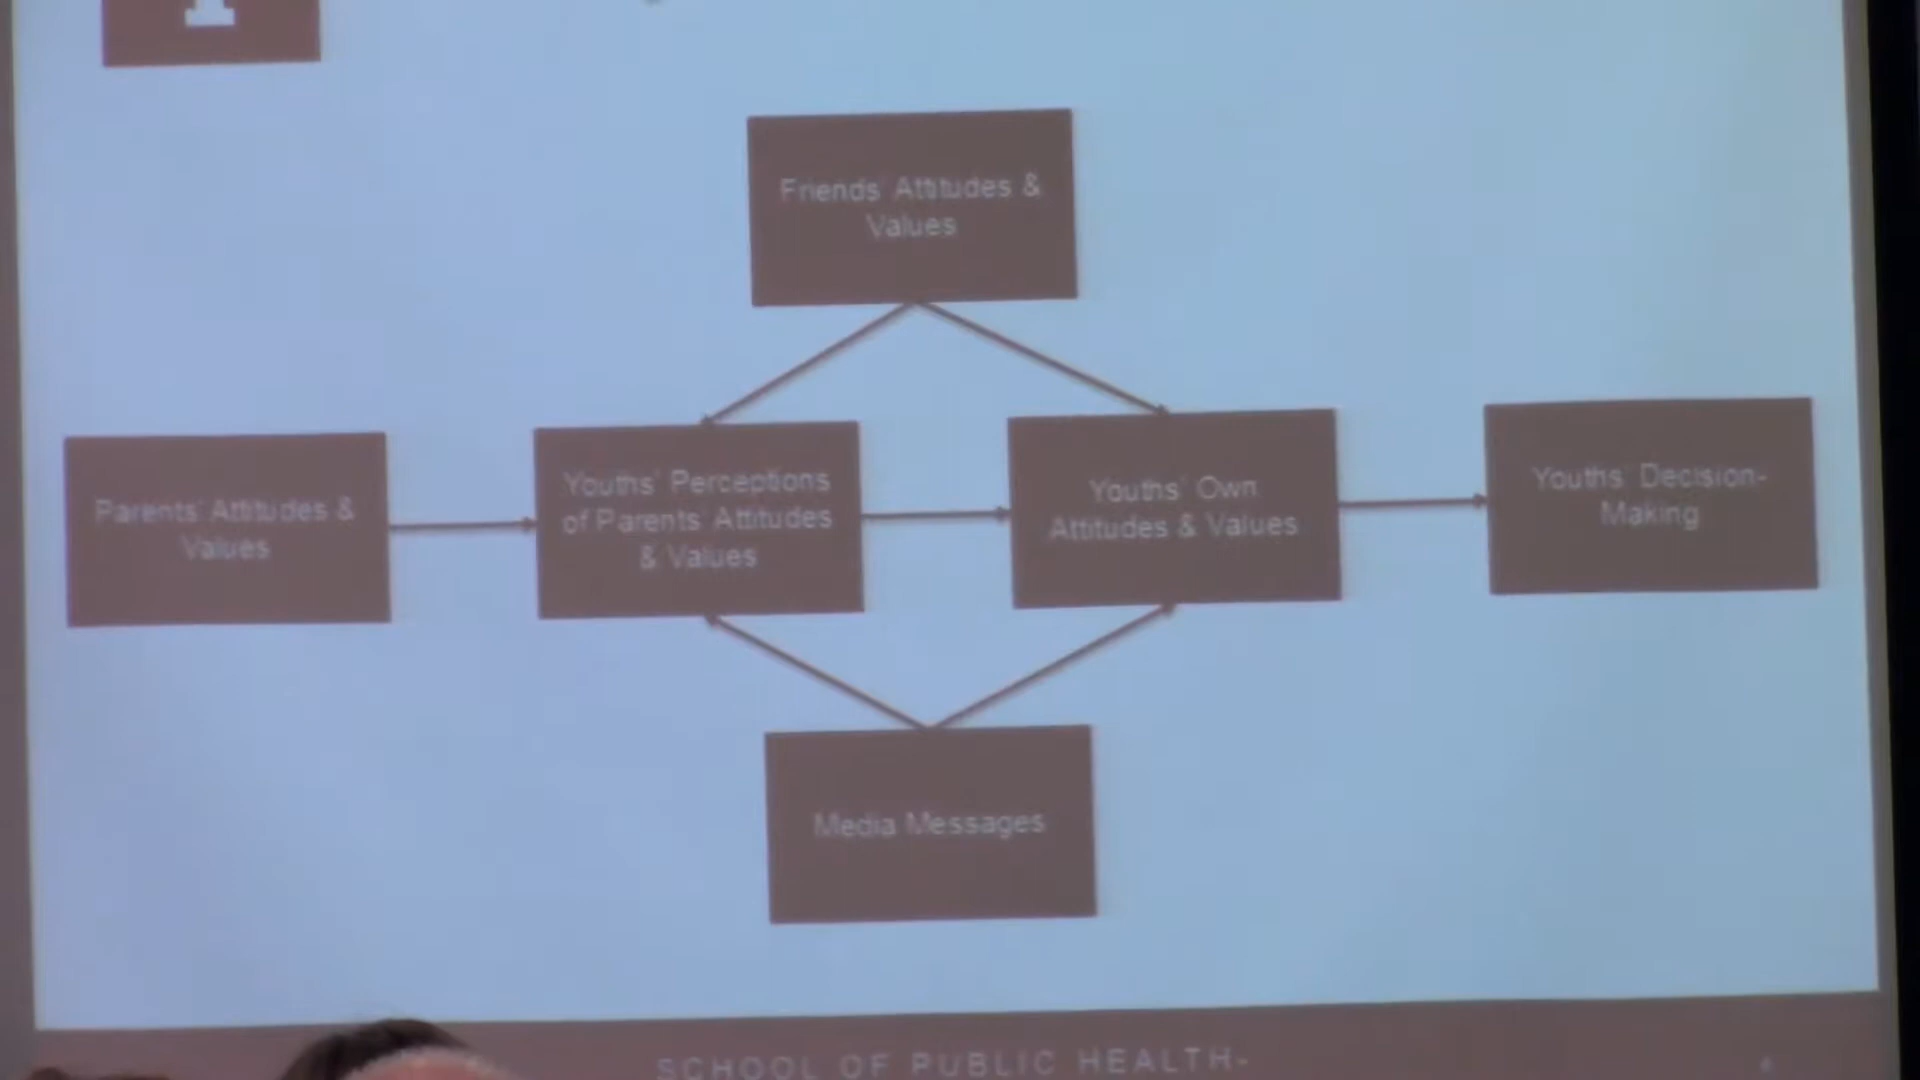 Friends' Attitudes &
Values
Parents' Attitudes &
Values
Youths' Perceptions
of Parents' Attitudes
& Values
Youths' Own
Attitudes & Values
Youths' Decision-
Making
Media Messages
SCHOOL OF PUBLIC HEALTH-